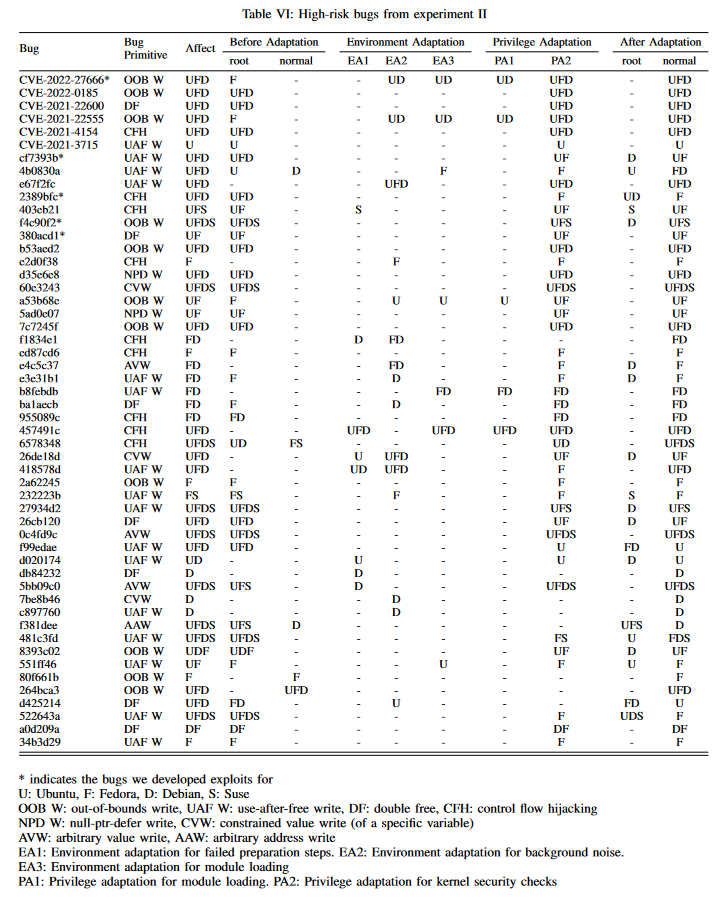 Table VI: High-risk bugs from experiment II
Bug Bug Primitive Affect Before Adaptation Environment Adaptation Privilege Adaptation After Adaptation
root normal EA1 EA2 EA3 PA1 PA2 root normal
CVE-2022-27666* OOB W UFD F - - UD UD UD UFD - UFD
CVE-2022-0185 OOB W UFD UFD - - - - - UFD - UFD
CVE-2021-22600 DF UFD UFD - - - - - UFD - UFD
CVE-2021-22555 OOB W UFD F - - UD UD UD UFD - UFD
CVE-2021-4154 CFH UFD UFD - - - - - UFD - UFD
CVE-2021-3715 UAF W U U - - - - - U - U
cf7393b* UAF W UFD UFD - - - - - UF D UF
4b0830a UAF W UFD U D - - F - F U FD
e67f2fc UAF W UFD - - - UFD - - UFD - UFD
2389bfc* CFH UFD UFD - - - - - F UD F
403eb21 CFH UFS UF - S - - - UF S UF
f4c90f2* OOB W UFDS UFDS - - - - - UFS D UFS
380acd1* DF UF UF - - - - - UF - UF
b53aed2 OOB W UFD UFD - - - - - UFD - UFD
e2d0f38 CFH F - - - F - - F - F
d35e6e8 NPD W UFD UFD - - - - - UFD - UFD
60e3243 CVW UFDS UFDS - - - - - UFDS - UFDS
a53b68e OOB W UF F - - U U U UF - UF
5ad0e07 NPD W UF UF - - - - - UF - UF
7c7245f OOB W UFD UFD - - - - - UFD - UFD
f1834e1 CFH FD - - D FD - - - - FD
ed87cd6 CFH F F - - - - - F - F
e4c5c37 AVW FD - - - FD - - F D F
e3e31b1 UAF W FD F - - D - - F D F
b8febdb UAF W FD - - - - FD FD FD - FD
ba1aecb DF FD F - - D - - FD - FD
955089c CFH FD FD - - - - - FD - FD
457491c CFH UFD - - UFD - UFD UFD UFD - UFD
6578348 CFH UFDS UD FS - - - - UD - UFDS
26de18d CVW UFD - - U UFD - - UF D UF
418578d UAF W UFD - - UD UFD - - F - UFD
2a62245 OOB W F F - - - - - F - F
232223b UAF W FS FS - - F - - F S F
27934d2 UAF W UFDS UFDS - - - - - UFS D UFS
26cb120 DF UFD UFD - - - - - UF D UF
0c4fd9c AVW UFDS UFDS - - - - - UFDS - UFDS
f99edae UAF W UFD UFD - - - - - U FD U
d020174 UAF W UD - - U - - - U D U
db84232 DF D - - D - - - - - D
5bb09c0 AVW UFDS UFS - D - - - UFDS - UFDS
7be8b46 CVW D - - - D - - - - D
c897760 UAF W D - - - D - - - - D
f381dee AAW UFDS UFS D - - - - - UFS D
481c3fd UAF W UFDS UFDS - - - - - FS U FDS
8393c02 OOB W UDF UDF - - - - - UF D UF
551ff46 UAF W UF F - - - U - F U F
80f661b OOB W F - F - - - - - - F
264bca3 OOB W UFD - UFD - - - - - - UFD
d425214 DF UFD FD - - U - - - FD U
522643a UAF W UFDS UFDS - - - - - F UDS F
a0d209a DF DF DF - - - - - DF - DF
34b3d29 UAF W F F - - - - - F - F
* indicates the bugs we developed exploits for
U: Ubuntu, F: Fedora, D: Debian, S: Suse
OOB W: out-of-bounds write, UAF W: use-after-free write, DF: double free, CFH: control flow hijacking
NPD W: null-ptr-defer write, CVW: constrained value write (of a specific variable)
AVW: arbitrary value write, AAW: arbitrary address write
EA1: Environment adaptation for failed preparation steps. EA2: Environment adaptation for background noise.
EA3: Environment adaptation for module loading
PA1: Privilege adaptation for module loading. PA2: Privilege adaptation for kernel security checks